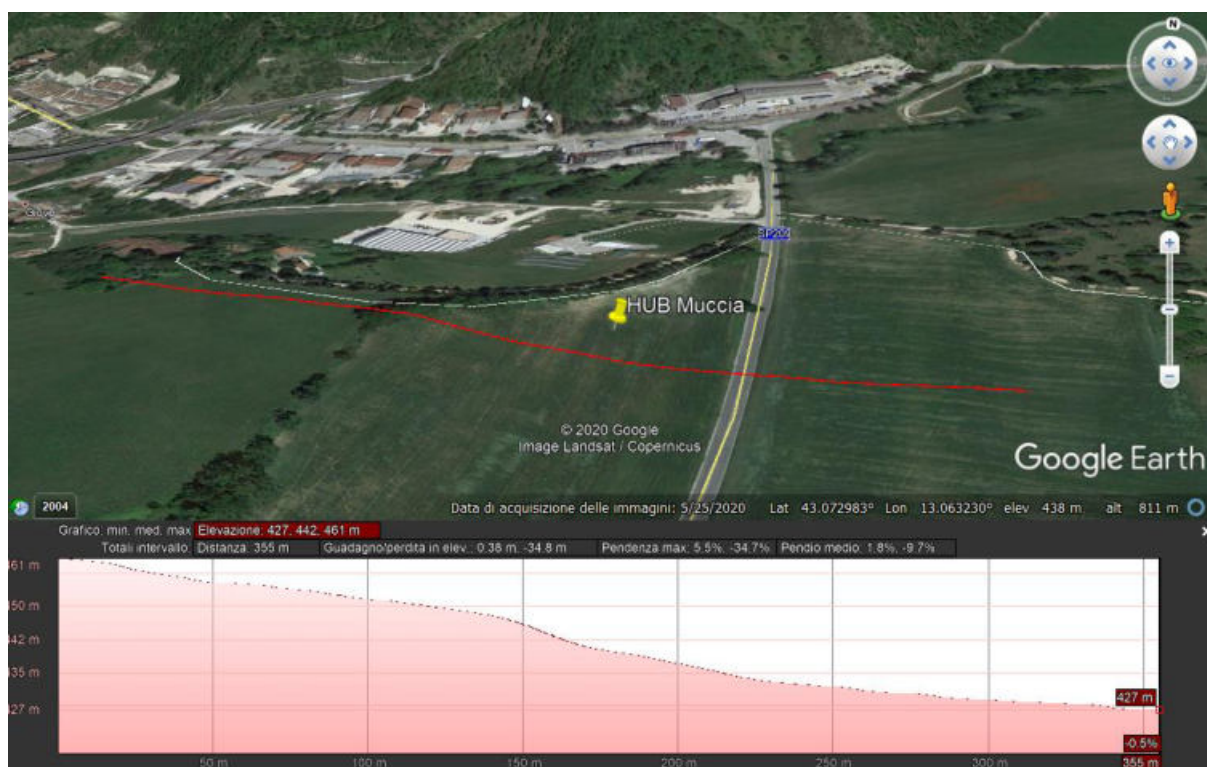 N
Giove
SP209
HUB Muccia
© 2020 Google
Image Landsat / Copernicus
Google Earth
2004
Data di acquisizione delle immagini: 5/25/2020 Lat 43.072983° Lon 13.063230° elev 438 m alt 811 m
Grafico: min. med. max Elevazione: 427, 442, 461 m
Totali intervallo: Distanza: 355 m Guadagno/perdita in elev.: 0.38 m, -34.8 m Pendenza max: 5.5%, -34.7% Pendio medio: 1.8%, -9.7%
461 m
450 m
442 m
435 m
427 m
427 m
-0.5%
50 m 100 m 150 m 200 m 250 m 300 m 355 m